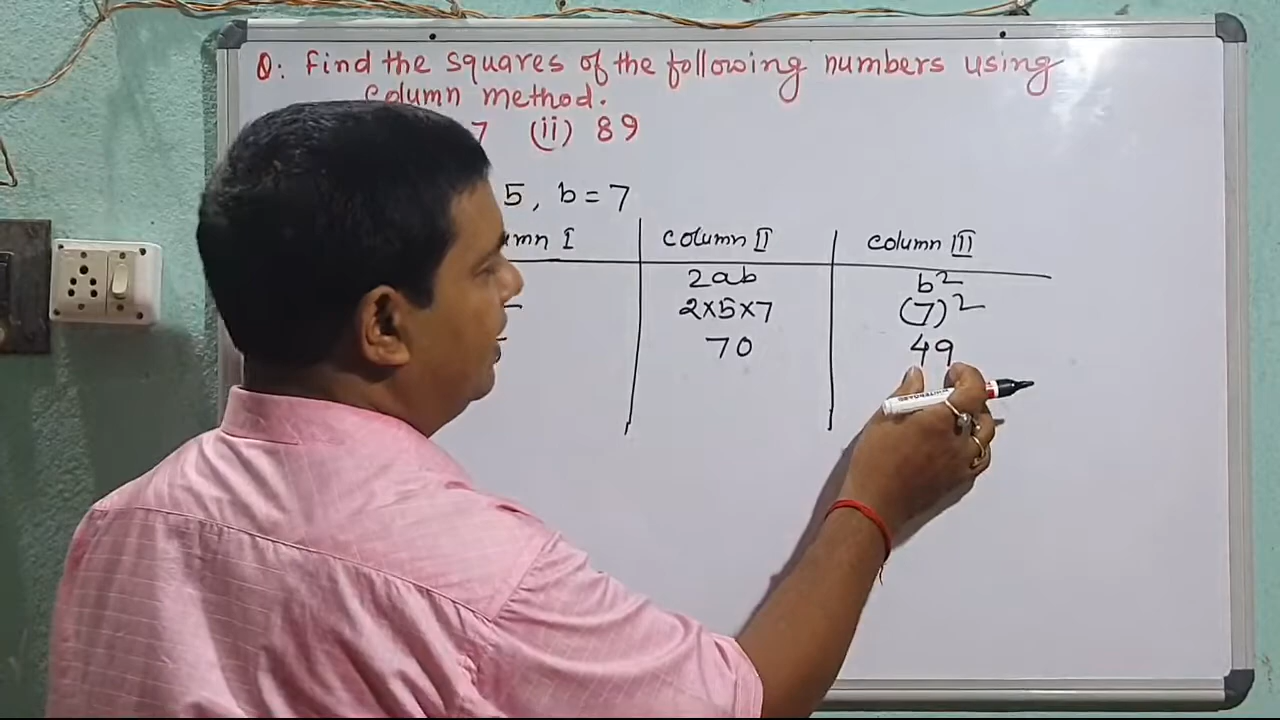 Q: Find the squares of the following numbers using
column method.
7 (ii) 89
5, b = 7
umn I column II column III
2ab b²
2×5×7 (7)²
70 49